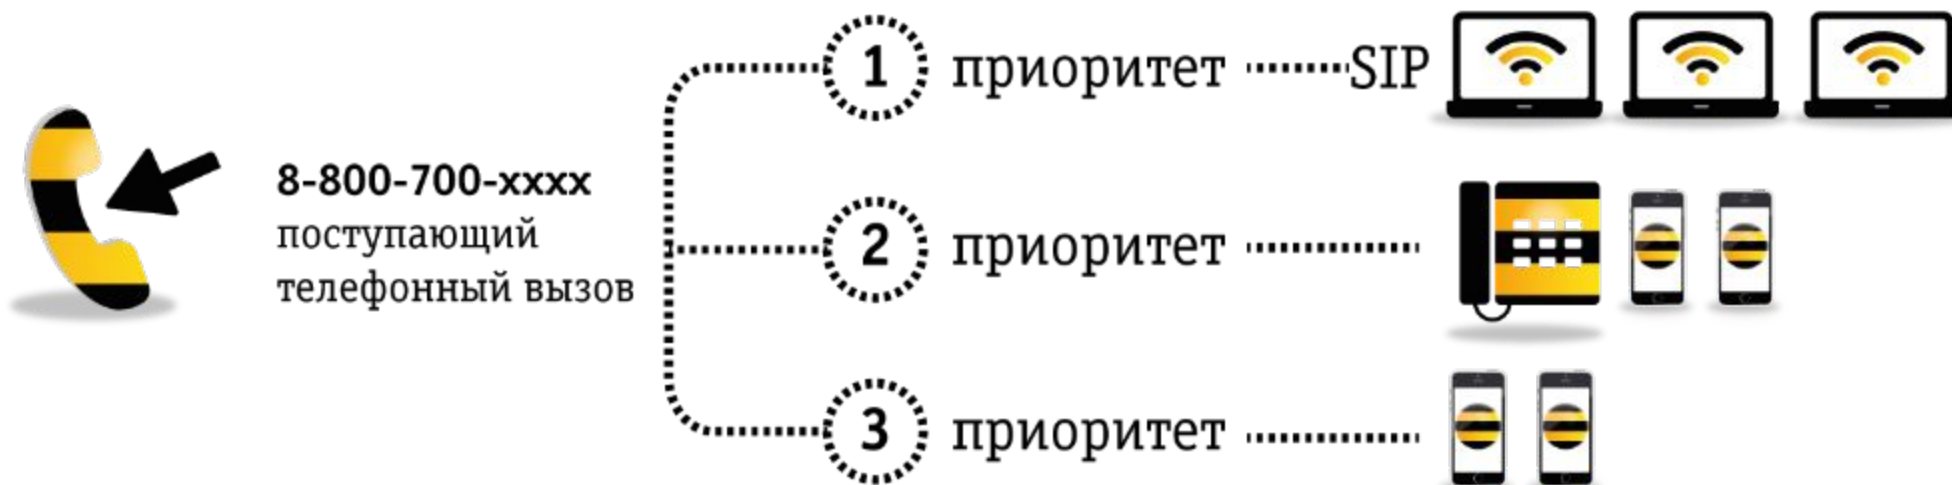 1 приоритет SIP
8-800-700-xxxx
поступающий
телефонный вызов
2 приоритет
3 приоритет